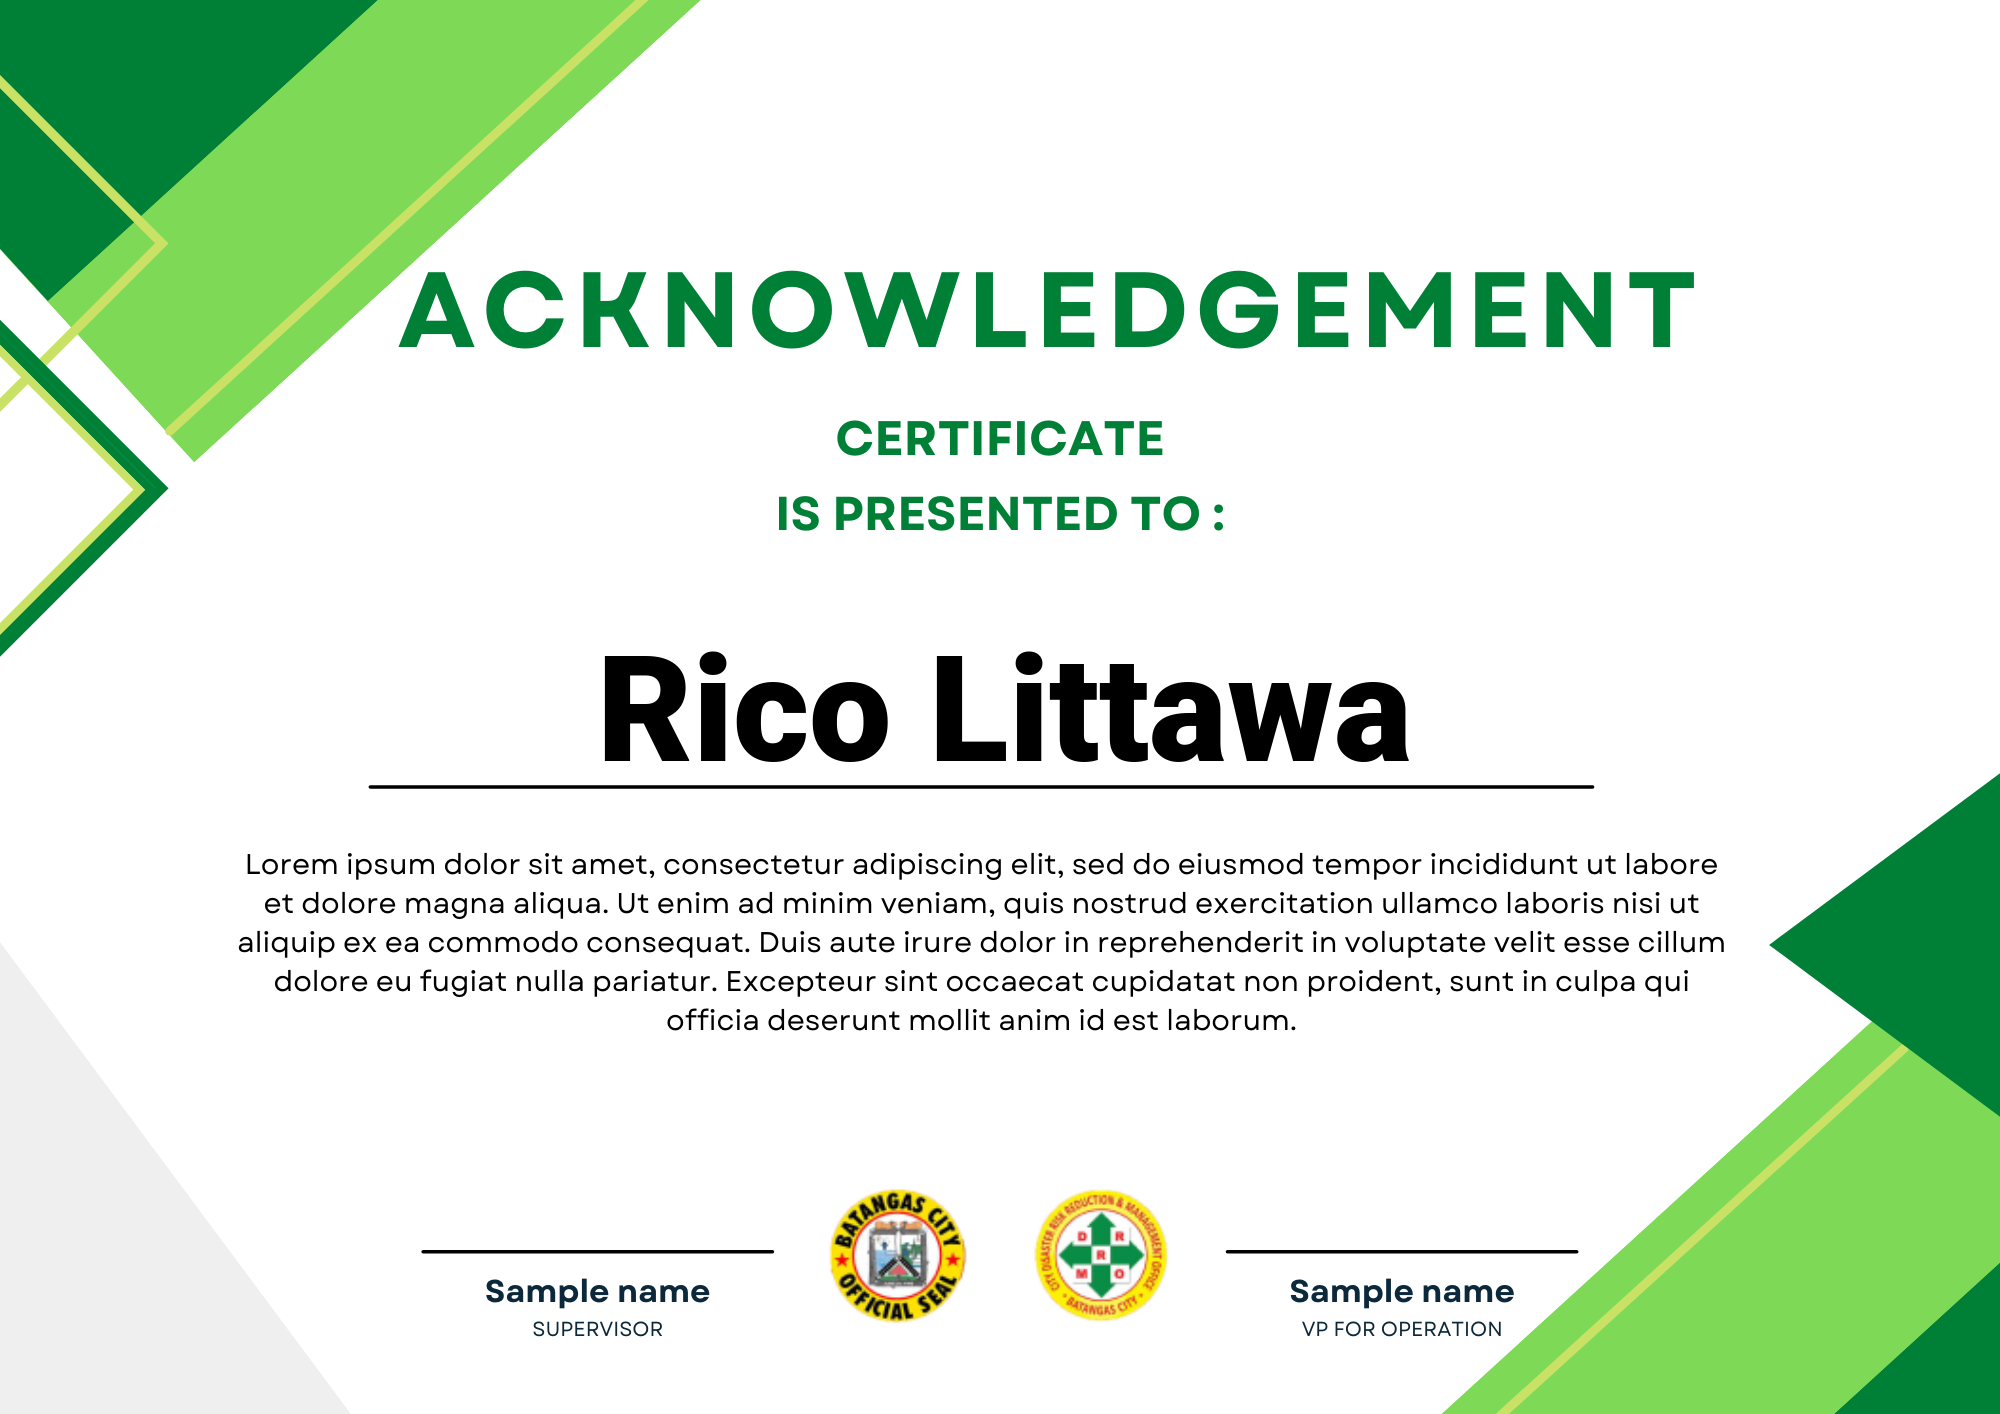 ACKNOWLEDGEMENT
CERTIFICATE
IS PRESENTED TO :
Rico Littawa
Lorem ipsum dolor sit amet, consectetur adipiscing elit, sed do eiusmod tempor incididunt ut labore
et dolore magna aliqua. Ut enim ad minim veniam, quis nostrud exercitation ullamco laboris nisi ut
aliquip ex ea commodo consequat. Duis aute irure dolor in reprehenderit in voluptate velit esse cillum
dolore eu fugiat nulla pariatur. Excepteur sint occaecat cupidatat non proident, sunt in culpa qui
officia deserunt mollit anim id est laborum.
BATANGAS CITY
OFFICIAL SEAL
CITY DISASTER RISK REDUCTION & MANAGEMENT OFFICE
D R
R
M O
• BATANGAS CITY •
Sample name
SUPERVISOR
Sample name
VP FOR OPERATION